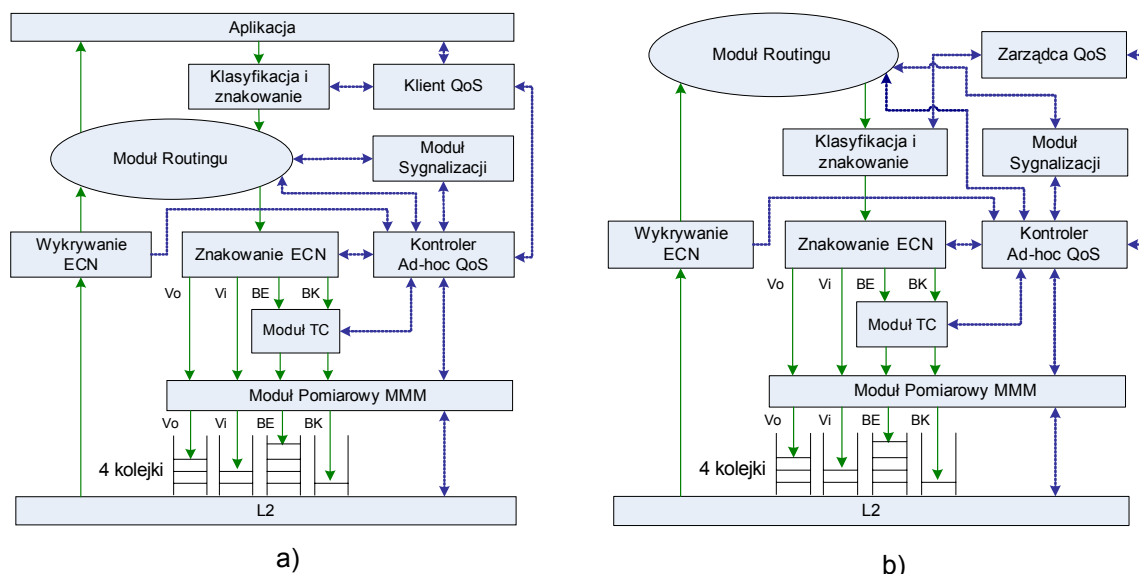 Aplikacja
Klasyfikacja i
znakowanie
Klient QoS
Moduł Routingu
Moduł
Sygnalizacji
Wykrywanie
ECN
Znakowanie ECN
Kontroler
Ad-hoc QoS
Vo Vi BE BK
Moduł TC
Moduł Pomiarowy MMM
Vo Vi BE BK
4 kolejki
L2
a)
Moduł Routingu
Zarządca QoS
Klasyfikacja i
znakowanie
Moduł
Sygnalizacji
Wykrywanie
ECN
Znakowanie ECN
Kontroler
Ad-hoc QoS
Vo Vi BE BK
Moduł TC
Moduł Pomiarowy MMM
Vo Vi BE BK
4 kolejki
L2
b)